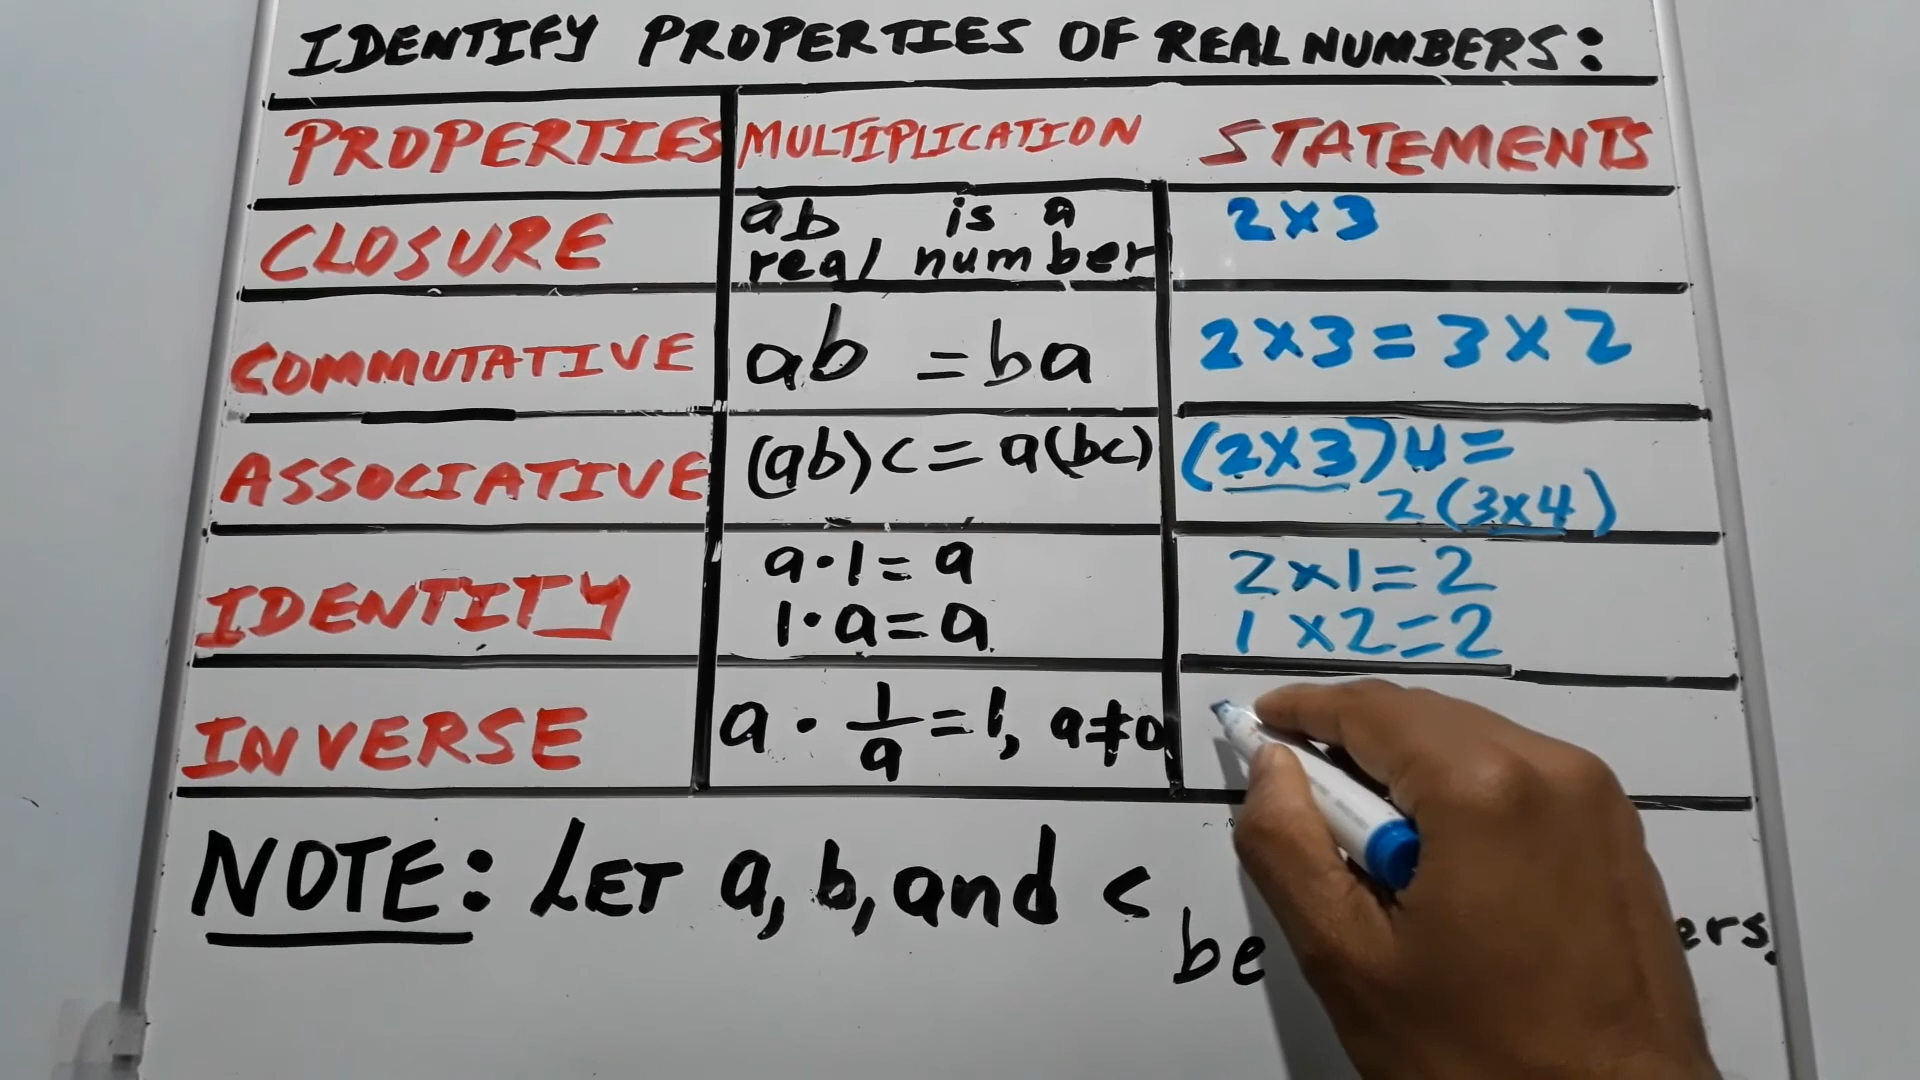 IDENTIFY PROPERTIES OF REAL NUMBERS:
PROPERTIES MULTIPLICATION STATEMENTS
CLOSURE
ab is a
real number
2×3
COMMUTATIVE
ab = ba
2×3=3×2
ASSOCIATIVE
(ab)c=a(bc)
(2×3)4=
2(3×4)
IDENTITY
a·1=a
1·a=a
2×1=2
1×2=2
INVERSE
a · 1/a = 1, a≠0
NOTE: LET a, b, and c
be